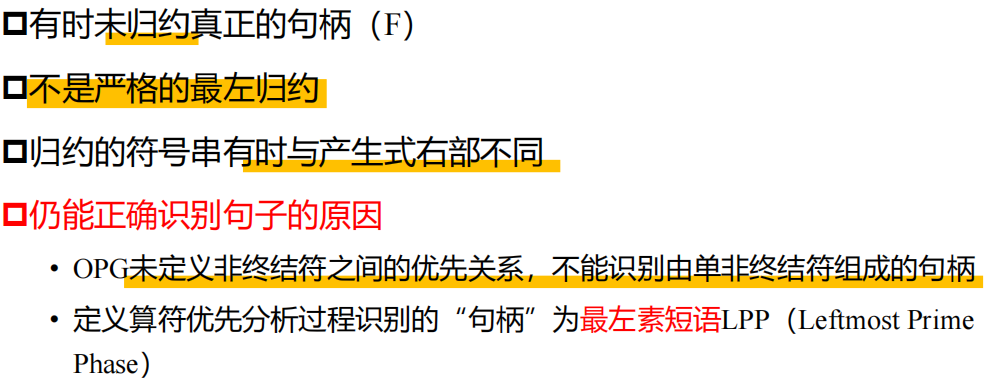 有时未归约真正的句柄（F）
不是严格的最左归约
归约的符号串有时与产生式右部不同
仍能正确识别句子的原因
• OPG未定义非终结符之间的优先关系，不能识别由单非终结符组成的句柄
• 定义算符优先分析过程识别的“句柄”为最左素短语LPP（Leftmost Prime
Phase）